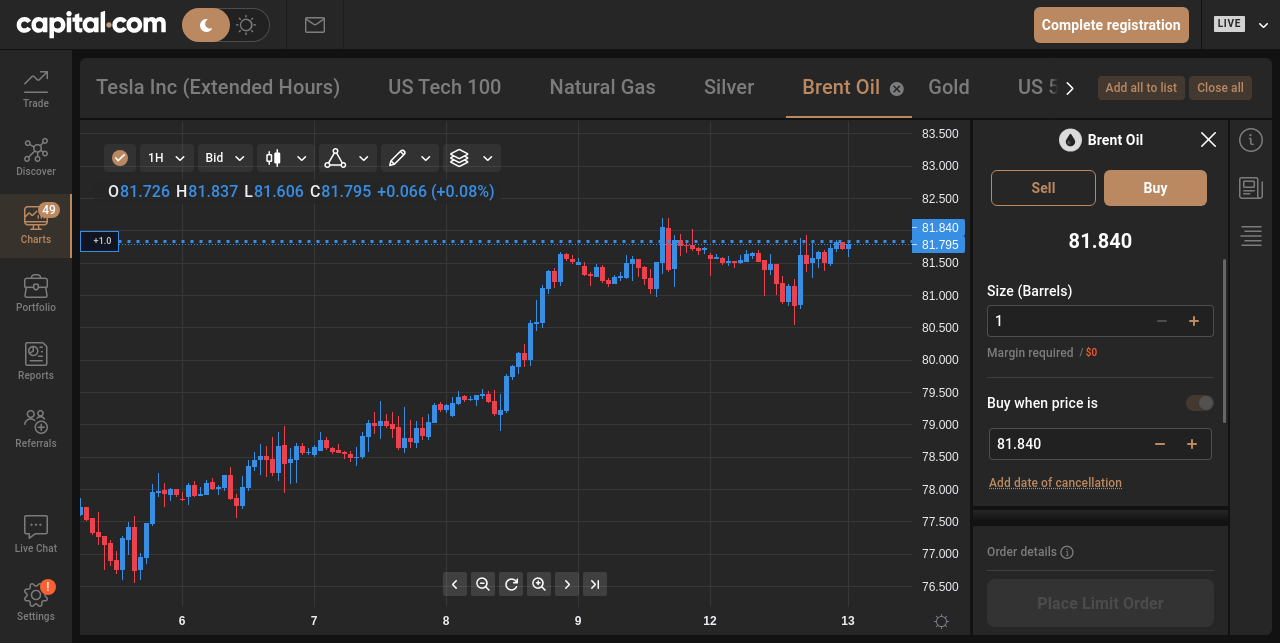 capital.com
Complete registration
LIVE
Trade
Discover
49
Charts
Portfolio
Reports
Referrals
Live Chat
!
Settings
Tesla Inc (Extended Hours)
US Tech 100
Natural Gas
Silver
Brent Oil
Gold
US 5
Add all to list
Close all
1H
Bid
O81.726 H81.837 L81.606 C81.795 +0.066 (+0.08%)
+1.0
83.500
83.000
82.500
81.840
81.795
81.500
81.000
80.500
80.000
79.500
79.000
78.500
78.000
77.500
77.000
76.500
6 7 8 9 12 13
Brent Oil
Sell
Buy
81.840
Size (Barrels)
1
Margin required / $0
Buy when price is
81.840
Add date of cancellation
Order details
Place Limit Order